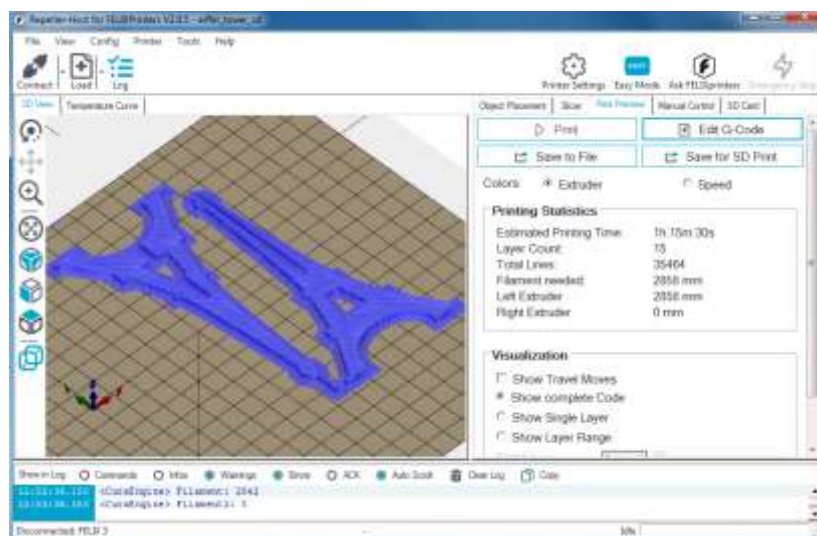 Repetier-Host for FELIXPrinters V2.0.5 - eiffel_tower_sd
File View Config Printer Tools Help
Connect Load Log
Printer Settings Easy Mode Ask FELIXprinters Emergency Stop
3D View Temperature Curve
Object Placement Slicer Print Preview Manual Control SD Card
Print Edit G-Code
Save to File Save for SD Print
Colors: Extruder Speed
Printing Statistics
Estimated Printing Time: 1h 15m 30s
Layer Count: 15
Total Lines: 35464
Filament needed: 2858 mm
Left Extruder 2858 mm
Right Extruder 0 mm
Visualization
Show Travel Moves
Show complete Code
Show Single Layer
Show Layer Range
Show in Log: Commands Infos Warnings Errors ACK Auto Scroll Clear Log Copy
<CuraEngine> Filament: 2842
<CuraEngine> Filament2: 0
Disconnected: FELIX 3
--
Idle